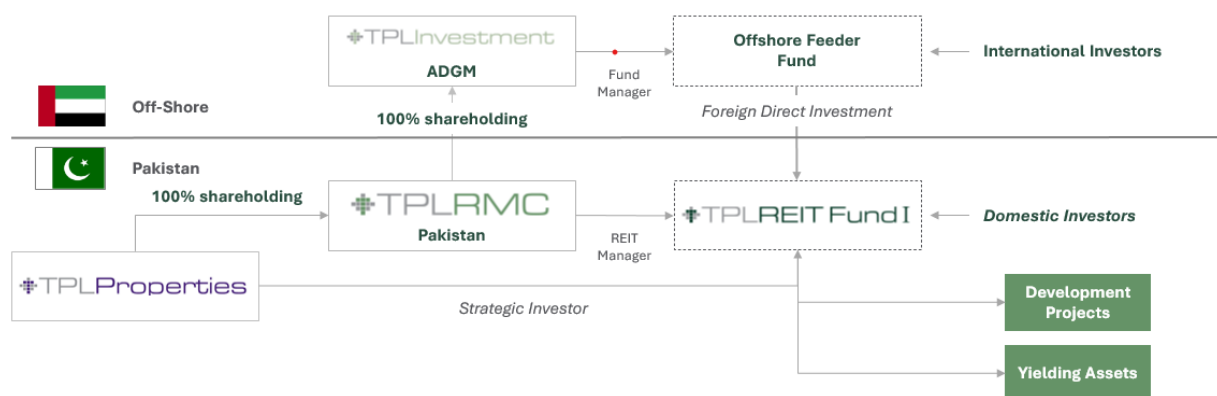 TPLInvestment
ADGM
Offshore Feeder
Fund
International Investors
Fund
Manager
Off-Shore
100% shareholding
Foreign Direct Investment
Pakistan
100% shareholding
TPLRMC
Pakistan
REIT
Manager
TPLREIT Fund I
Domestic Investors
TPLProperties
Strategic Investor
Development
Projects
Yielding Assets